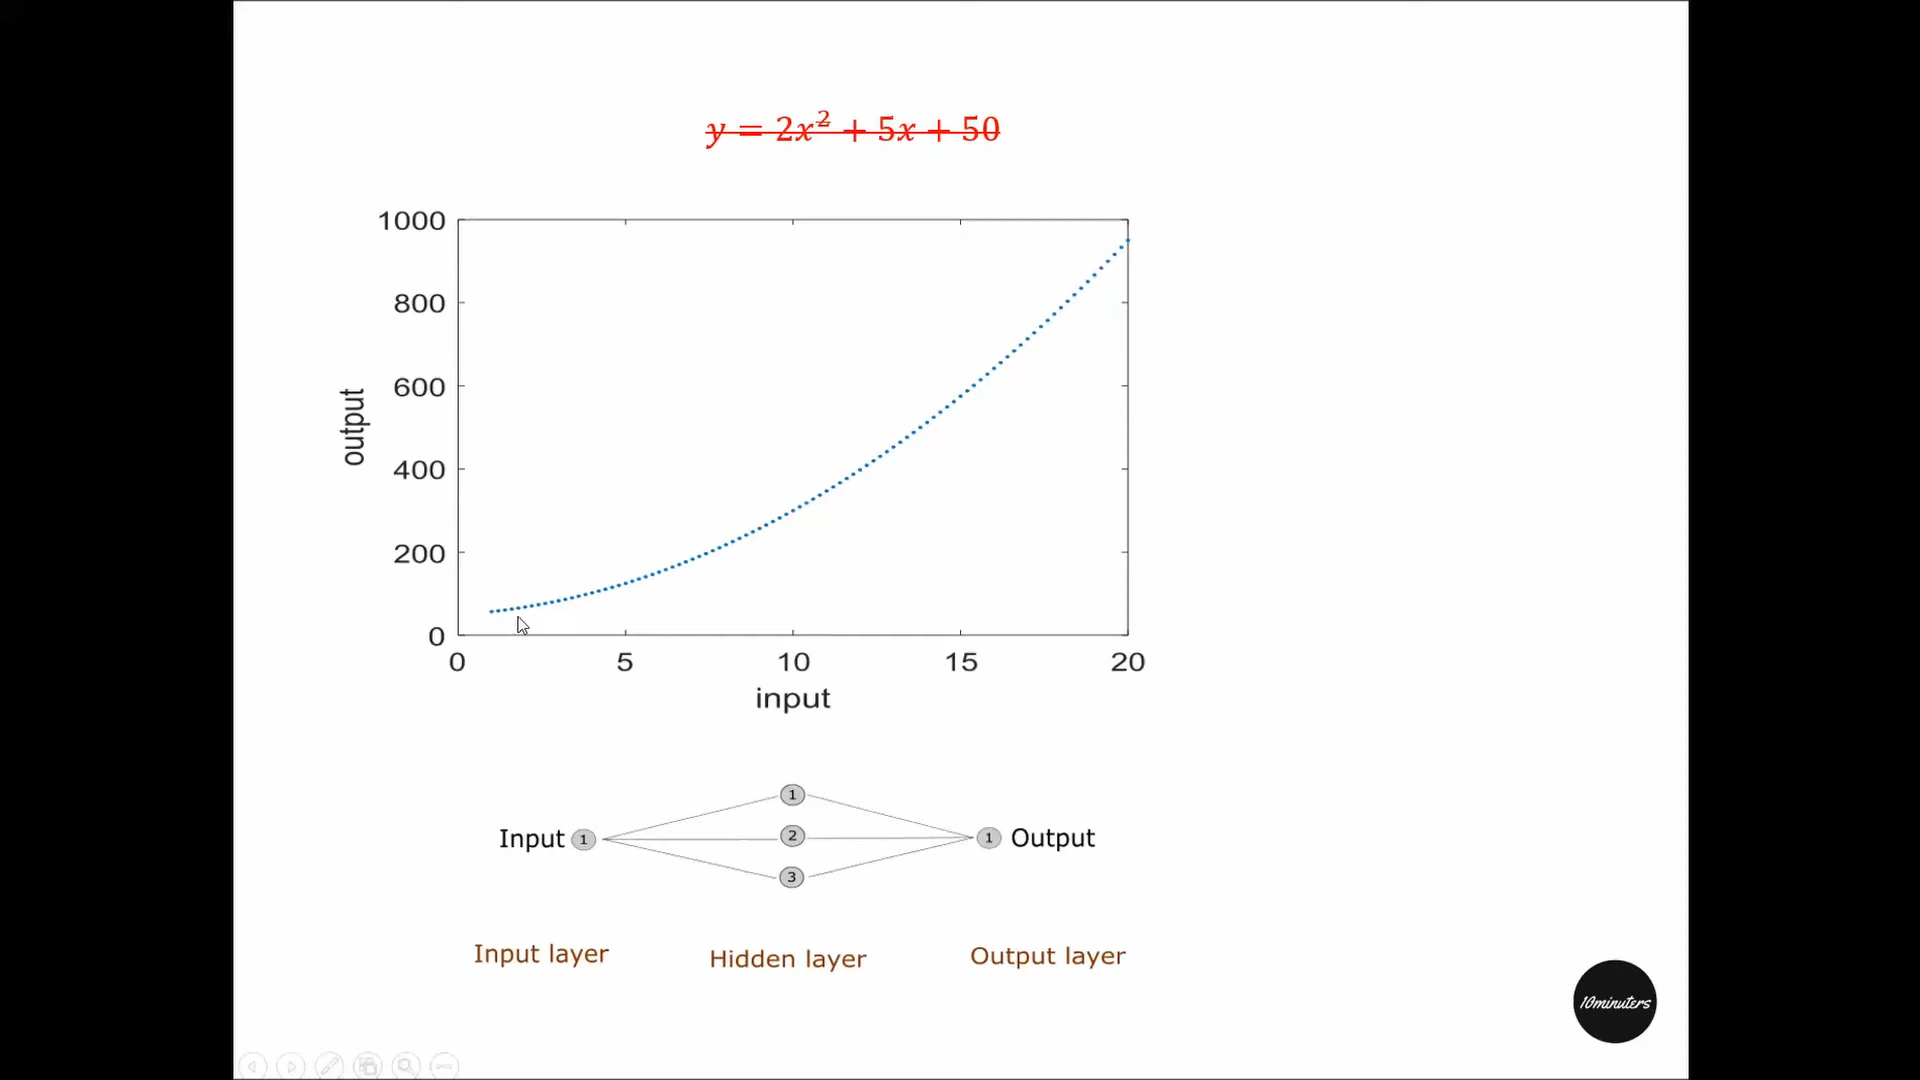 y = 2x² + 5x + 50
1000
800
600
400
200
0
output
0 5 10 15 20
input
1
Input 1 2 1 Output
3
Input layer Hidden layer Output layer
10minuters